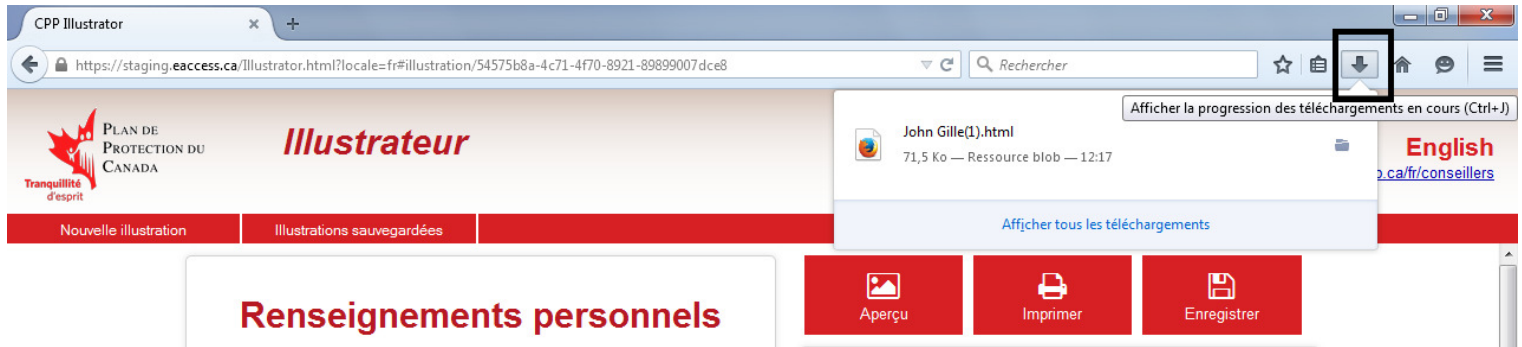 CPP Illustrator
https://staging.eaccess.ca/Illustrator.html?locale=fr#illustration/54575b8a-4c71-4f70-8921-89899007dce8
Rechercher
Afficher la progression des téléchargements en cours (Ctrl+J)
John Gille(1).html
71,5 Ko — Ressource blob — 12:17
Afficher tous les téléchargements
PLAN DE
PROTECTION DU
CANADA
Tranquillité
d'esprit
Illustrateur
English
.ca/fr/conseillers
Nouvelle illustration
Illustrations sauvegardées
Renseignements personnels
Aperçu
Imprimer
Enregistrer